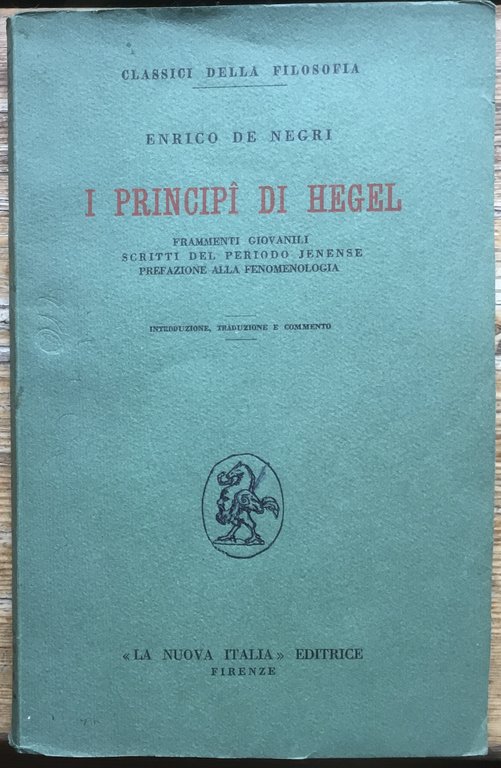 CLASSICI DELLA FILOSOFIA
ENRICO DE NEGRI
I PRINCIPÎ DI HEGEL
FRAMMENTI GIOVANILI
SCRITTI DEL PERIODO JENENSE
PREFAZIONE ALLA FENOMENOLOGIA
INTRODUZIONE, TRADUZIONE E COMMENTO
«LA NUOVA ITALIA» EDITRICE
FIRENZE